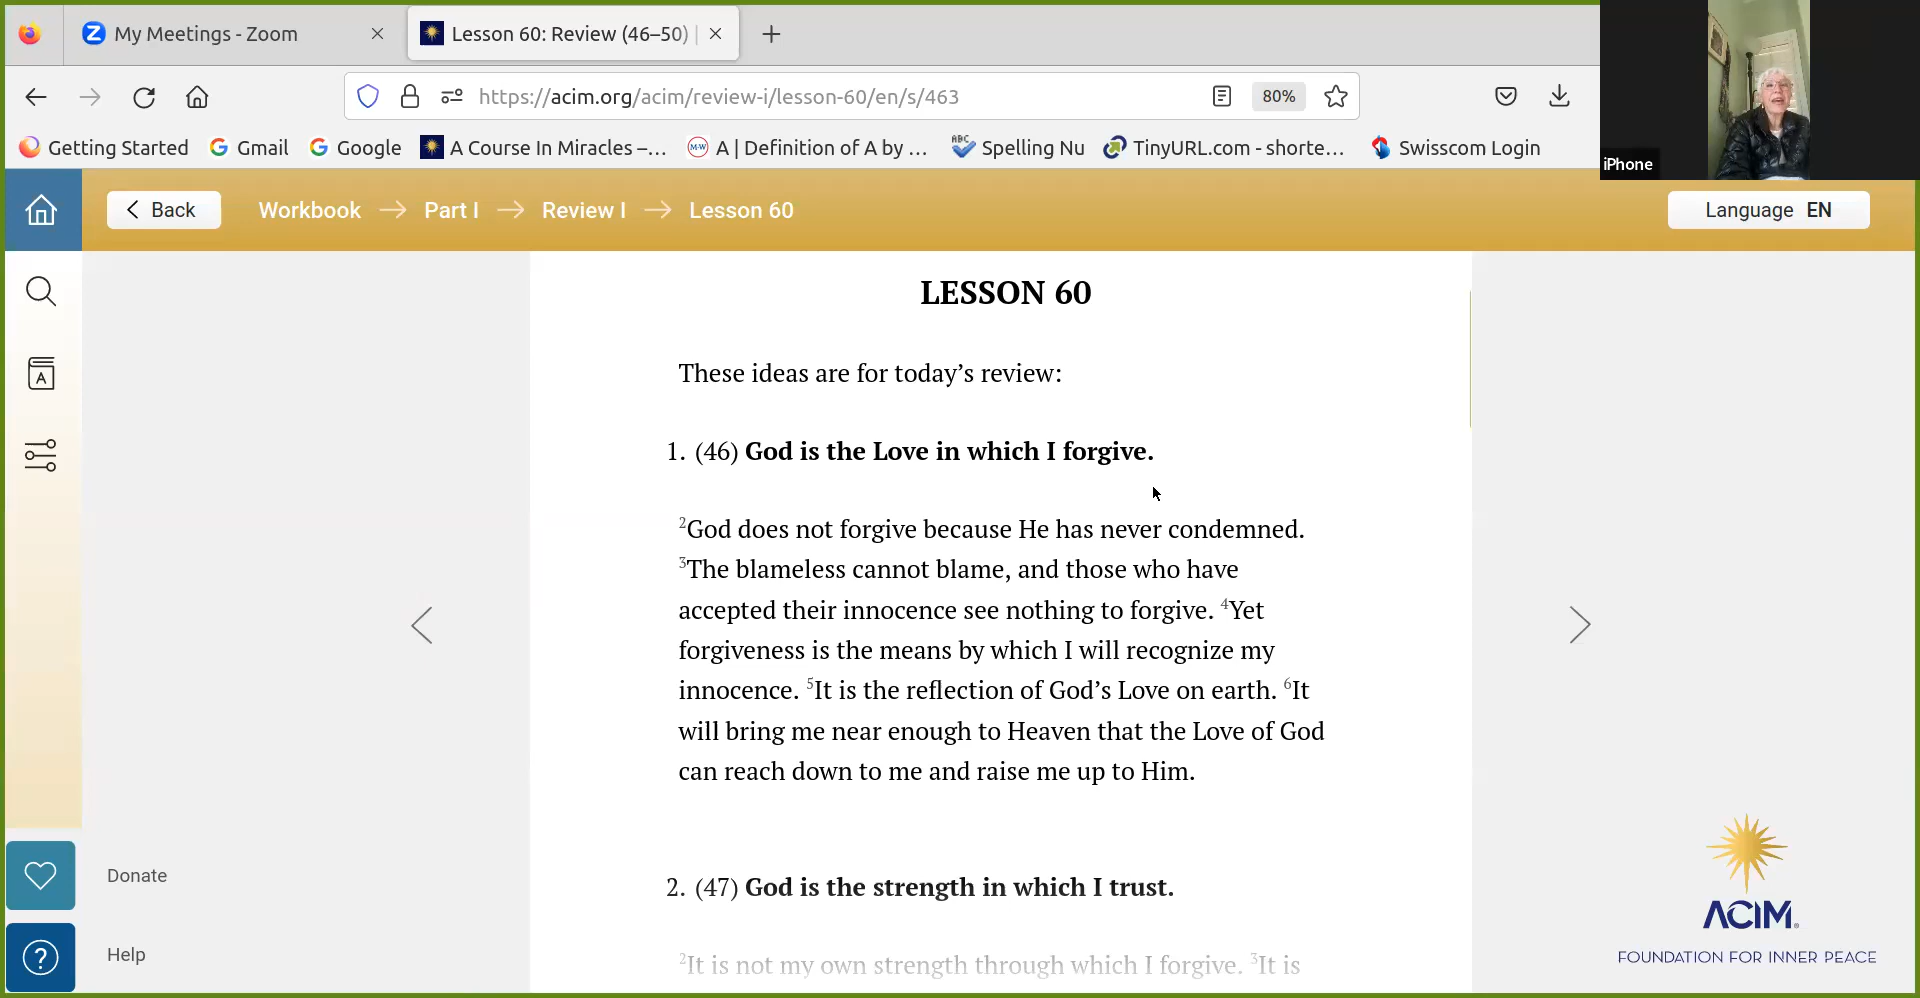 My Meetings - Zoom
Lesson 60: Review (46–50) |
https://acim.org/acim/review-i/lesson-60/en/s/463
80%
Getting Started
Gmail
Google
A Course In Miracles –...
M-W
A | Definition of A by ...
ABC
Spelling Nu
TinyURL.com - shorte...
Swisscom Login
iPhone
Back
Workbook
Part I
Review I
Lesson 60
Language EN
LESSON 60
These ideas are for today’s review:
1. (46) God is the Love in which I forgive.
2God does not forgive because He has never condemned.
3The blameless cannot blame, and those who have
accepted their innocence see nothing to forgive. 4Yet
forgiveness is the means by which I will recognize my
innocence. 5It is the reflection of God’s Love on earth. 6It
will bring me near enough to Heaven that the Love of God
can reach down to me and raise me up to Him.
2. (47) God is the strength in which I trust.
2It is not my own strength through which I forgive. 3It is
A
Donate
?
Help
ACIM
FOUNDATION FOR INNER PEACE